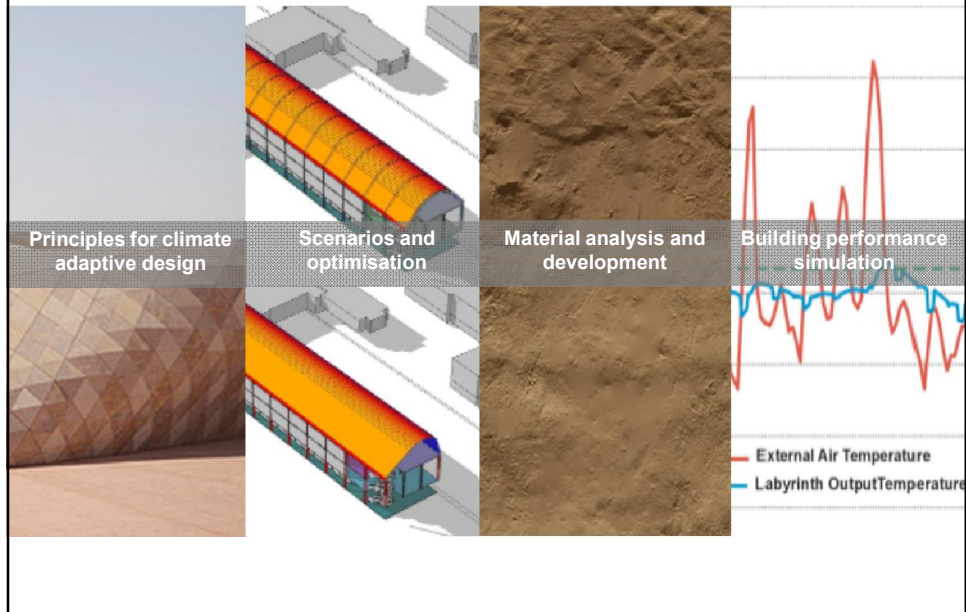 Principles for climate
adaptive design
Scenarios and
optimisation
Material analysis and
development
Building performance
simulation
External Air Temperature
Labyrinth OutputTemperature